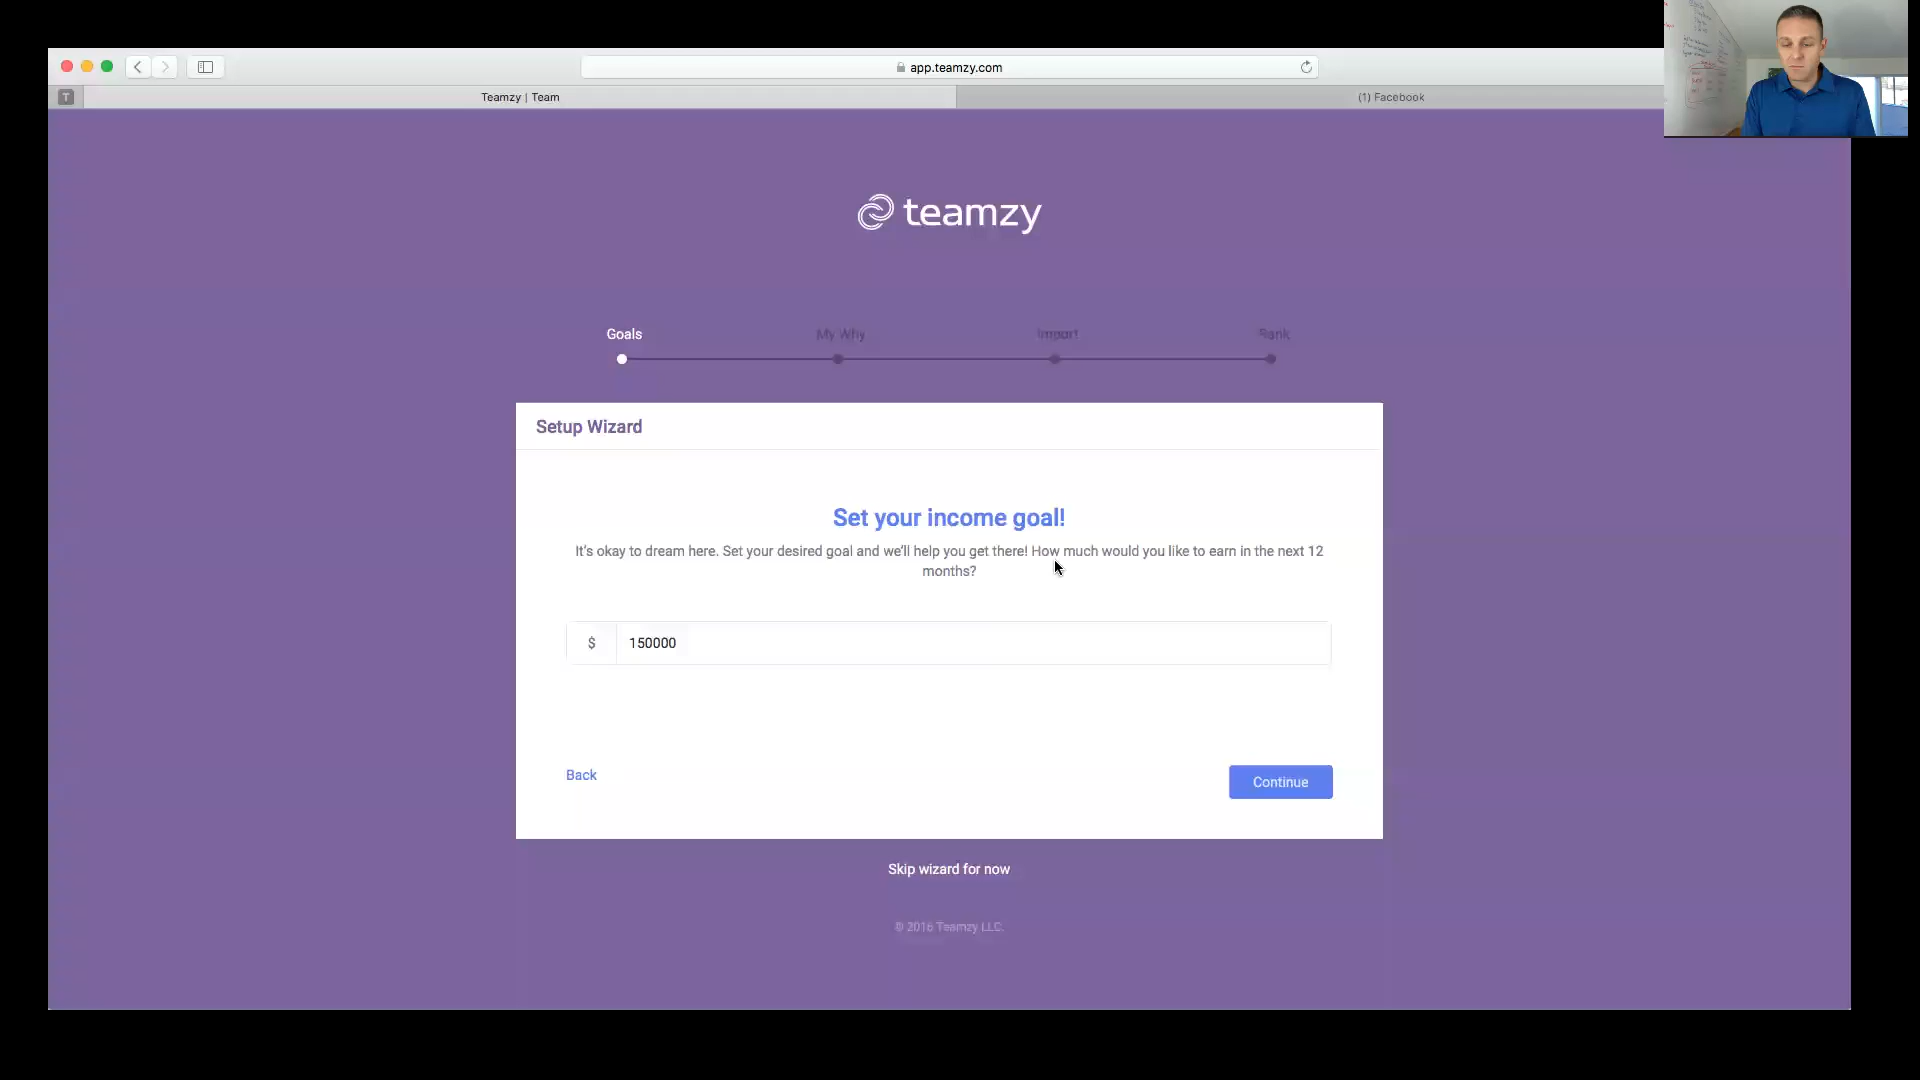 app.teamzy.com
T
Teamzy | Team
(1) Facebook
teamzy
Goals
My Why
Import
Rank
Setup Wizard
Set your income goal!
It's okay to dream here. Set your desired goal and we'll help you get there! How much would you like to earn in the next 12
months?
$
150000
Back
Continue
Skip wizard for now
© 2016 Teamzy LLC.